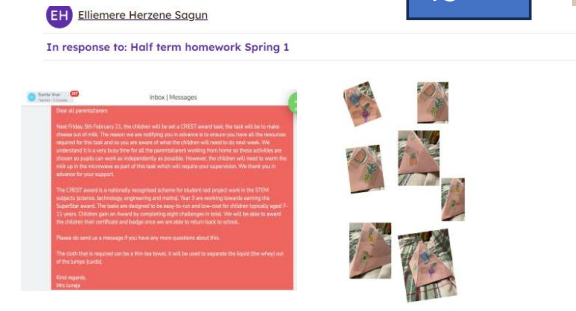 EH Elliemere Herzene Sagun
In response to: Half term homework Spring 1
Inbox | Messages
Dear all parents/carers
Next Friday, 5th February 21, the children will be set a CREST award task, the task will be to make
cheese out of milk. The reason we are notifying you in advance is to ensure you have all the resources
required for this task and so you are aware of what the children will need to do next week. We
understand it is a very busy time for all the parents/carers working from home so these activities are
chosen so pupils can work as independently as possible. However, the children will need to warm the
milk up in the microwave as part of this task which will require your supervision. We thank you in
advance for your support.
The CREST award is a nationally recognised scheme for student-led project work in the STEM
subjects (science, technology, engineering and maths). Year 3 are working towards earning the
SuperStar award. The tasks are designed to be easy-to-run and low-cost for children typically aged 7-
11 years. Children gain an Award by completing eight challenges in total. We will be able to award
the children their certificate and badge once we are able to return back to school.
Please do send us a message if you have any more questions about this.
The cloth that is required can be a thin tea towel, it will be used to separate the liquid (the whey) out
of the lumps (curds).
Kind regards,
Mrs Juneja